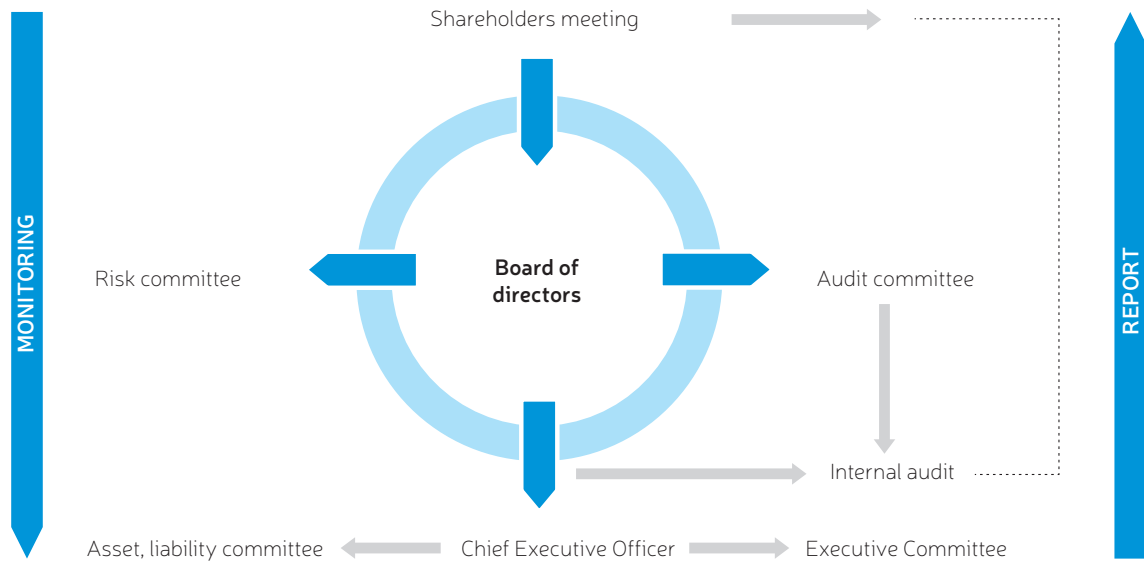 Shareholders meeting
MONITORING
Risk committee
Board of
directors
Audit committee
REPORT
Internal audit
Asset, liability committee
Chief Executive Officer
Executive Committee